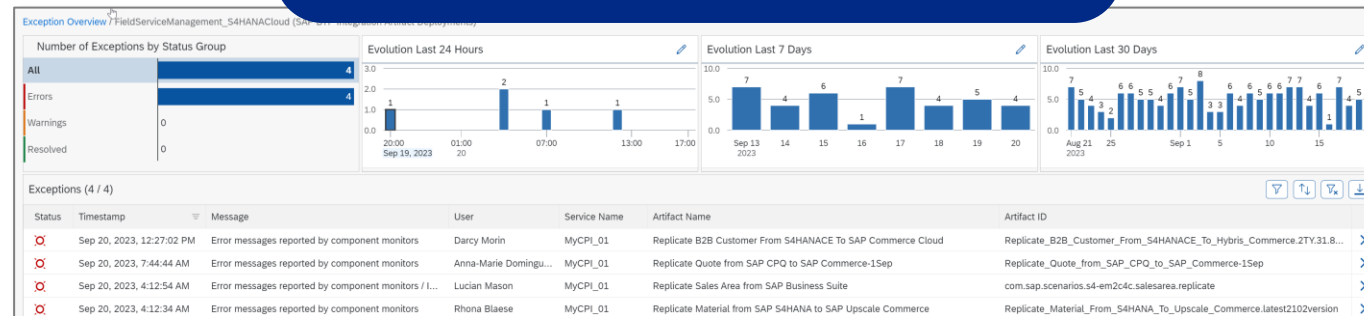 Exception Overview / FieldServiceManagement_S4HANACloud (SAP BTP Integration Artifact Deployments)
Number of Exceptions by Status Group
All 4
Errors 4
Warnings 0
Resolved 0
Evolution Last 24 Hours
3.0
2.0
1.0
0.0
1 2 1 1
20:00 01:00 07:00 13:00 17:00
Sep 19, 2023 20
Evolution Last 7 Days
10.0
5.0
0.0
7 4 6 1 7 4 5 4
Sep 13 14 15 16 17 18 19 20
2023
Evolution Last 30 Days
10.0
5.0
0.0
7 5 4 3 2 6 6 5 5 4 6 7 5 8 3 3 6 4 6 5 6 6 7 7 4 6 1 7 4 5
Aug 21 25 Sep 1 5 10 15
2023
Exceptions (4 / 4)
Status Timestamp Message User Service Name Artifact Name Artifact ID
Sep 20, 2023, 12:27:02 PM Error messages reported by component monitors Darcy Morin MyCPI_01 Replicate B2B Customer From S4HANACE To SAP Commerce Cloud Replicate_B2B_Customer_From_S4HANACE_To_Hybris_Commerce.2TY.31.8...
Sep 20, 2023, 7:44:44 AM Error messages reported by component monitors Anna-Marie Domingu... MyCPI_01 Replicate Quote from SAP CPQ to SAP Commerce-1Sep Replicate_Quote_from_SAP_CPQ_to_SAP_Commerce-1Sep
Sep 20, 2023, 4:12:54 AM Error messages reported by component monitors / I... Lucian Mason MyCPI_01 Replicate Sales Area from SAP Business Suite com.sap.scenarios.s4-em2c4c.salesarea.replicate
Sep 20, 2023, 4:12:34 AM Error messages reported by component monitors Rhona Blaese MyCPI_01 Replicate Material from SAP S4HANA to SAP Upscale Commerce Replicate_Material_From_S4HANA_To_Upscale_Commerce.latest2102version